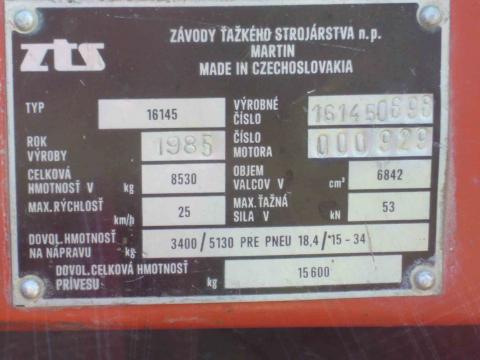 zts
ZÁVODY ŤAŽKÉHO STROJÁRSTVA n.p.
MARTIN
MADE IN CZECHOSLOVAKIA
TYP 16145
VÝROBNÉ ČÍSLO 161450698
ROK VÝROBY 1985
ČÍSLO MOTORA 000929
CELKOVÁ HMOTNOSŤ V kg 8530
OBJEM VALCOV V cm³ 6842
MAX. RÝCHLOSŤ km/h 25
MAX. ŤAŽNÁ SILA V kN 53
DOVOL. HMOTNOSŤ NA NÁPRAVU kg 3400/5130 PRE PNEU 18,4/"15-34
DOVOL. CELKOVÁ HMOTNOSŤ PRÍVESU kg 15600